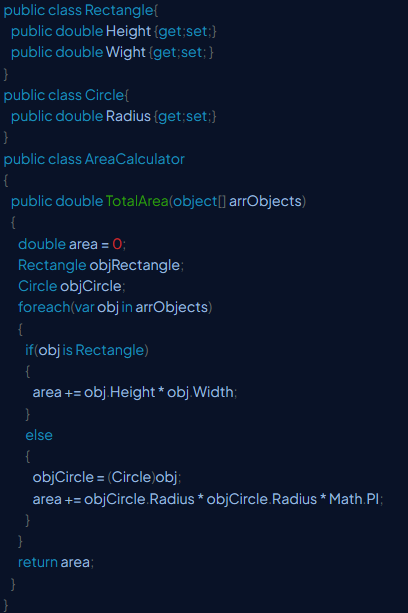 public class Rectangle{
public double Height {get;set;}
public double Wight {get;set; }
}
public class Circle{
public double Radius {get;set;}
}
public class AreaCalculator
{
public double TotalArea(object[] arrObjects)
{
double area = 0;
Rectangle objRectangle;
Circle objCircle;
foreach(var obj in arrObjects)
{
if(obj is Rectangle)
{
area += obj.Height * obj.Width;
}
else
{
objCircle = (Circle)obj;
area += objCircle.Radius * objCircle.Radius * Math.PI;
}
}
return area;
}
}